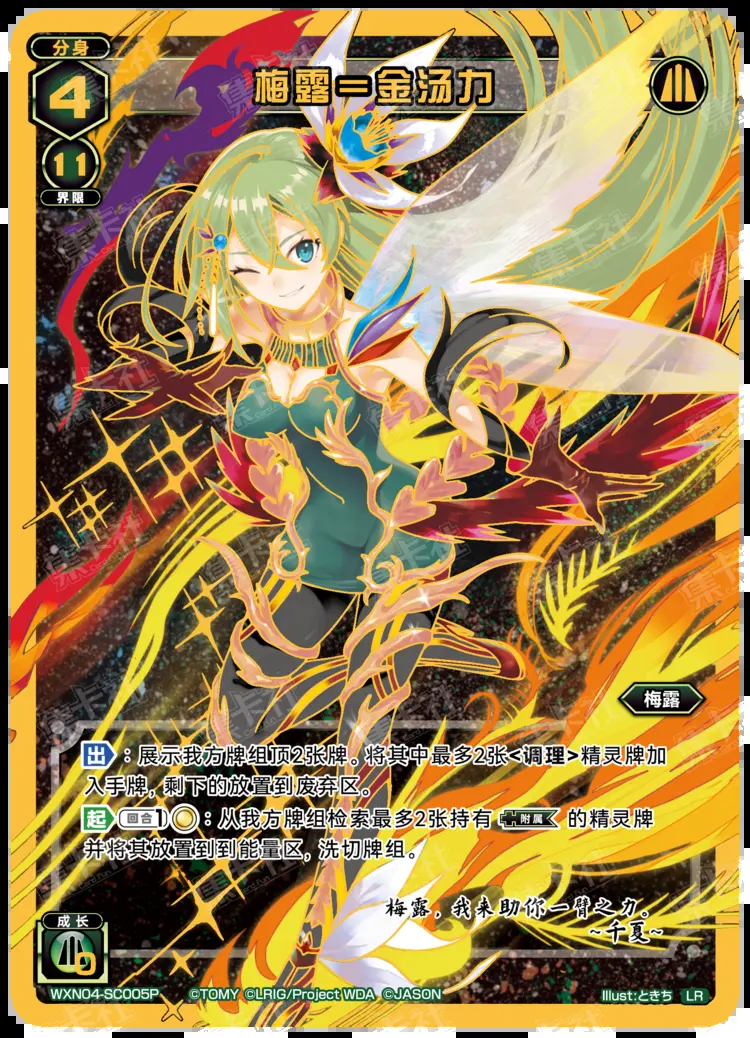 分身
4
梅露＝金汤力
11
界限
梅露
出：展示我方牌组顶2张牌。将其中最多2张<调理>精灵牌加
入手牌，剩下的放置到废弃区。
起 回合1 ：从我方牌组检索最多2张持有 附属 的精灵牌
并将其放置到到能量区，洗切牌组。
梅露，我来助你一臂之力。
~千夏~
成长
0
WXN04-SC005P ©TOMY ©LRIG/Project WDA ©JASON Illust:ときち LR
集卡社